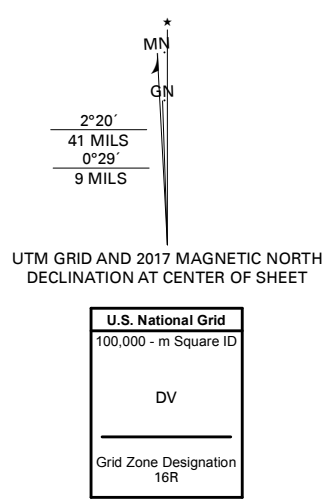 MN
GN
2°20´
41 MILS
0°29´
9 MILS
UTM GRID AND 2017 MAGNETIC NORTH
DECLINATION AT CENTER OF SHEET
U.S. National Grid
100,000 - m Square ID
DV
Grid Zone Designation
16R